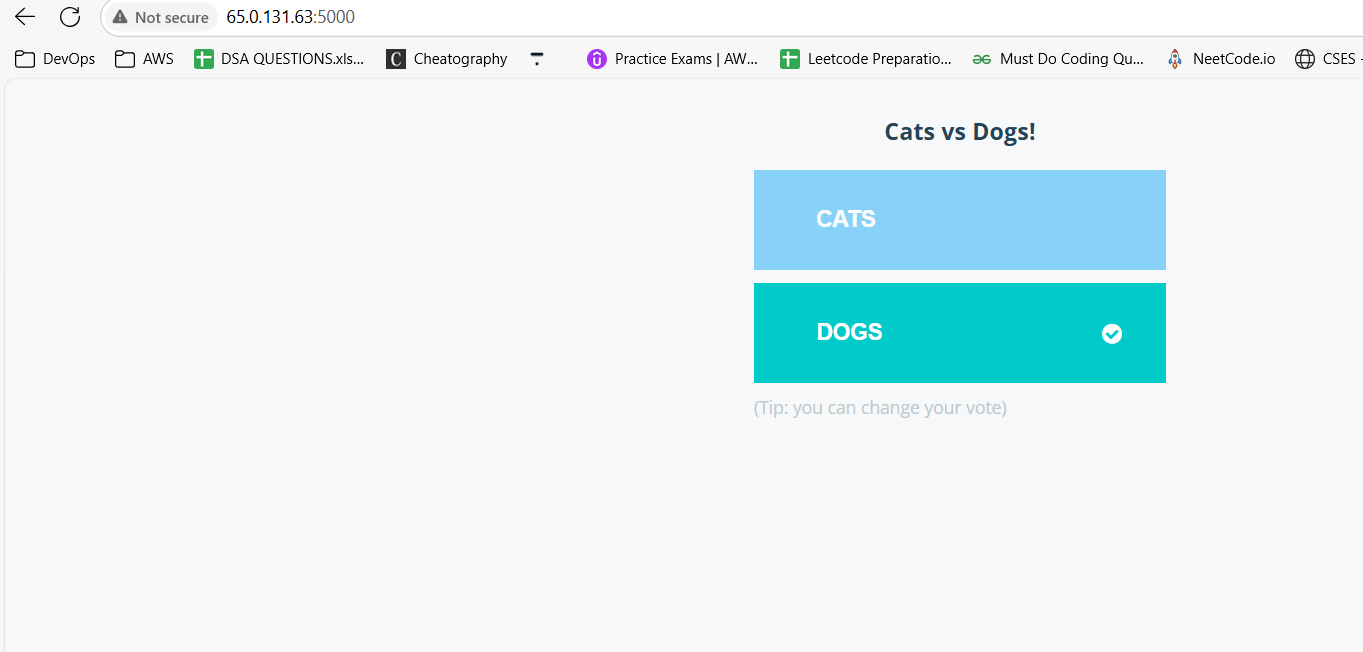 Not secure 65.0.131.63:5000
DevOps AWS DSA QUESTIONS.xls... C Cheatography Practice Exams | AW... Leetcode Preparatio... Must Do Coding Qu... NeetCode.io CSES -
Cats vs Dogs!
CATS
DOGS
(Tip: you can change your vote)